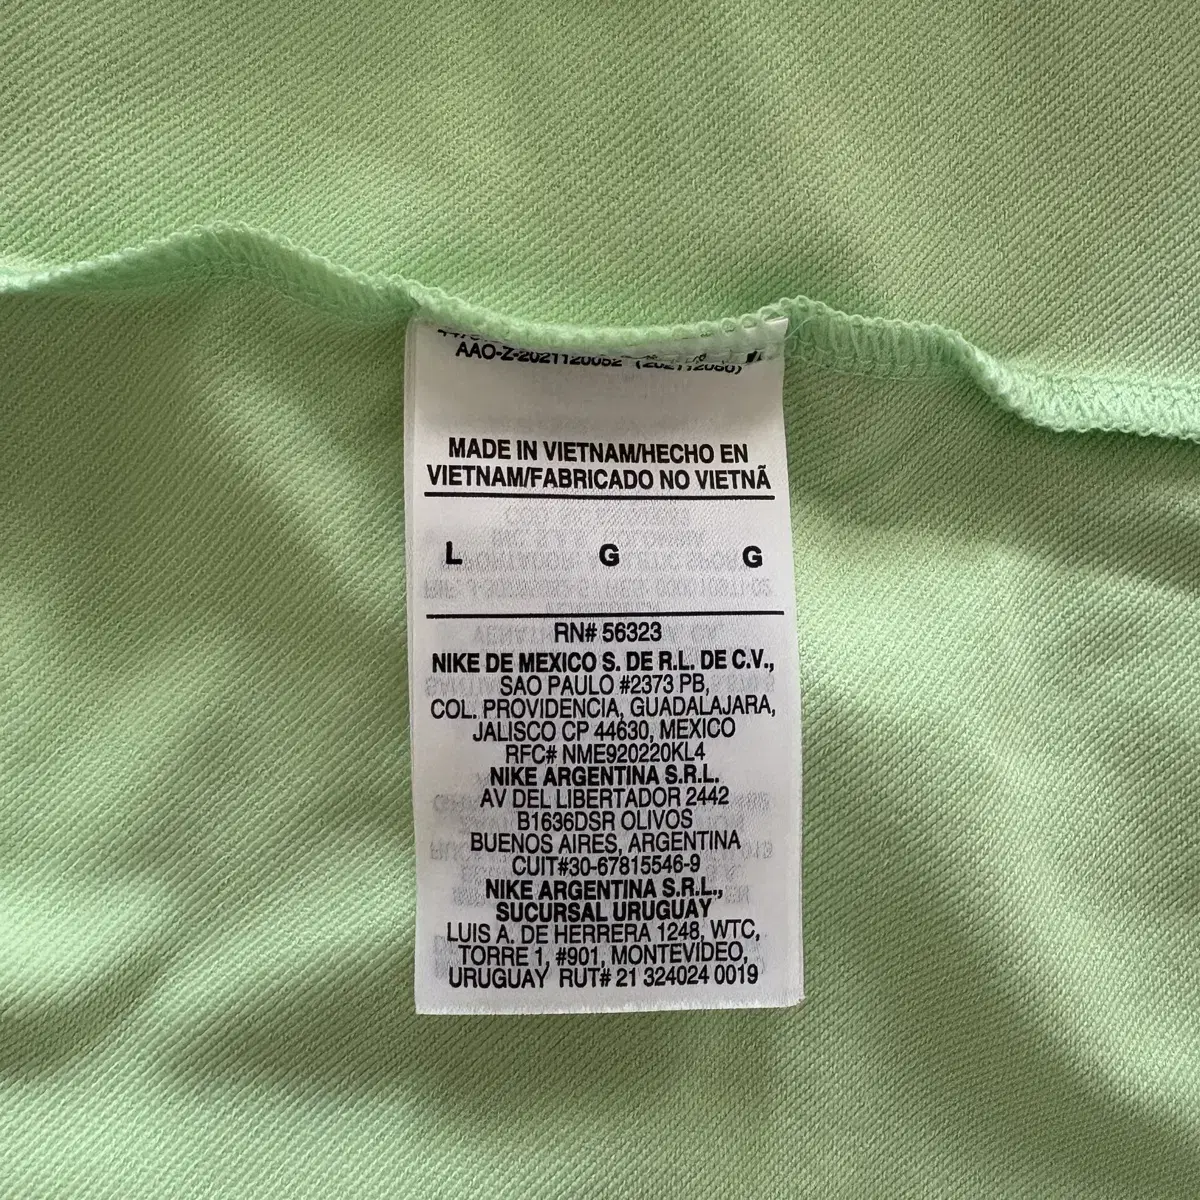 AAO-Z-2021120052 (202112060)
MADE IN VIETNAM/HECHO EN
VIETNAM/FABRICADO NO VIETNÃ
L G G
RN# 56323
NIKE DE MEXICO S. DE R.L. DE C.V.,
SAO PAULO #2373 PB,
COL. PROVIDENCIA, GUADALAJARA,
JALISCO CP 44630, MEXICO
RFC# NME920220KL4
NIKE ARGENTINA S.R.L.
AV DEL LIBERTADOR 2442
B1636DSR OLIVOS
BUENOS AIRES, ARGENTINA
CUIT#30-67815546-9
NIKE ARGENTINA S.R.L.,
SUCURSAL URUGUAY
LUIS A. DE HERRERA 1248, WTC,
TORRE 1, #901, MONTEVIDEO,
URUGUAY RUT# 21 324024 0019